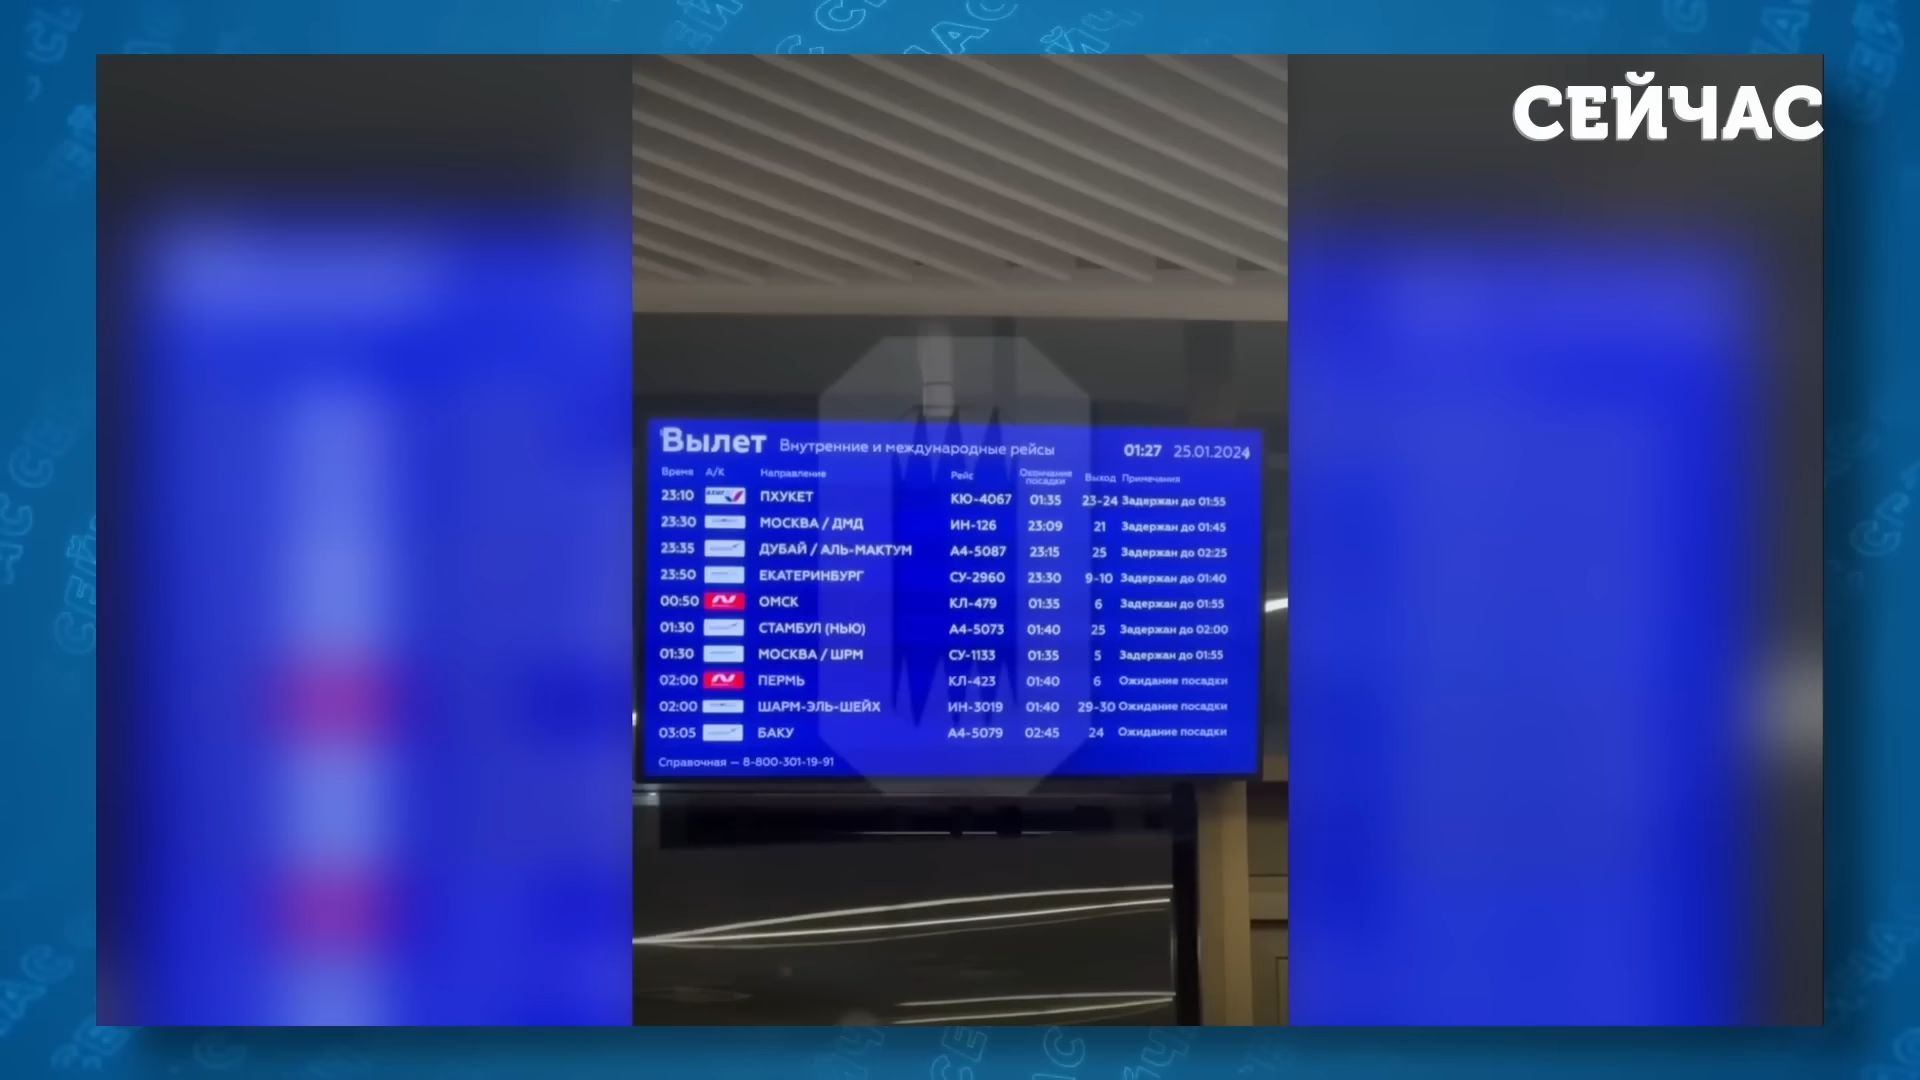 СЕЙЧАС
Вылет Внутренние и международные рейсы 01:27 25.01.2024
Время А/К Направление Рейс Окончание посадки Выход Примечания
23:10 ПХУКЕТ КЮ-4067 01:35 23-24 Задержан до 01:55
23:30 МОСКВА / ДМД ИН-126 23:09 21 Задержан до 01:45
23:35 ДУБАЙ / АЛЬ-МАКТУМ А4-5087 23:15 25 Задержан до 02:25
23:50 ЕКАТЕРИНБУРГ СУ-2960 23:30 9-10 Задержан до 01:40
00:50 ОМСК КЛ-479 01:35 6 Задержан до 01:55
01:30 СТАМБУЛ (НЬЮ) А4-5073 01:40 25 Задержан до 02:00
01:30 МОСКВА / ШРМ СУ-1133 01:35 5 Задержан до 01:55
02:00 ПЕРМЬ КЛ-423 01:40 6 Ожидание посадки
02:00 ШАРМ-ЭЛЬ-ШЕЙХ ИН-3019 01:40 29-30 Ожидание посадки
03:05 БАКУ А4-5079 02:45 24 Ожидание посадки
Справочная — 8-800-301-19-91